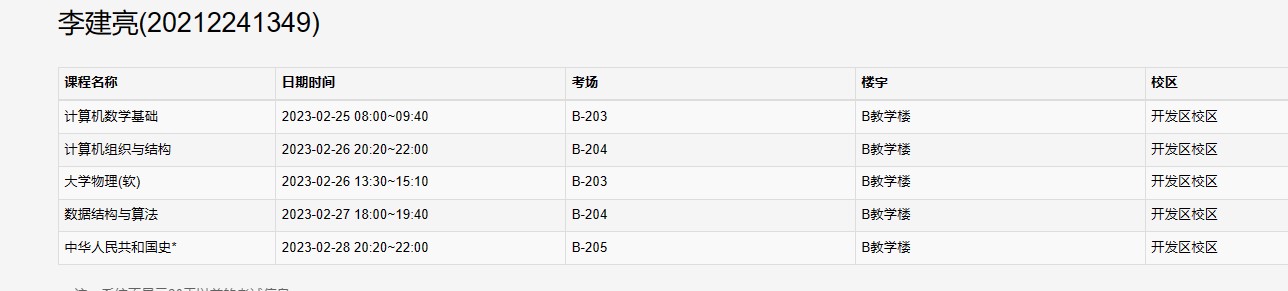 李建亮(20212241349)
课程名称 日期时间 考场 楼宇 校区
计算机数学基础 2023-02-25 08:00~09:40 B-203 B教学楼 开发区校区
计算机组织与结构 2023-02-26 20:20~22:00 B-204 B教学楼 开发区校区
大学物理(软) 2023-02-26 13:30~15:10 B-203 B教学楼 开发区校区
数据结构与算法 2023-02-27 18:00~19:40 B-204 B教学楼 开发区校区
中华人民共和国史* 2023-02-28 20:20~22:00 B-205 B教学楼 开发区校区